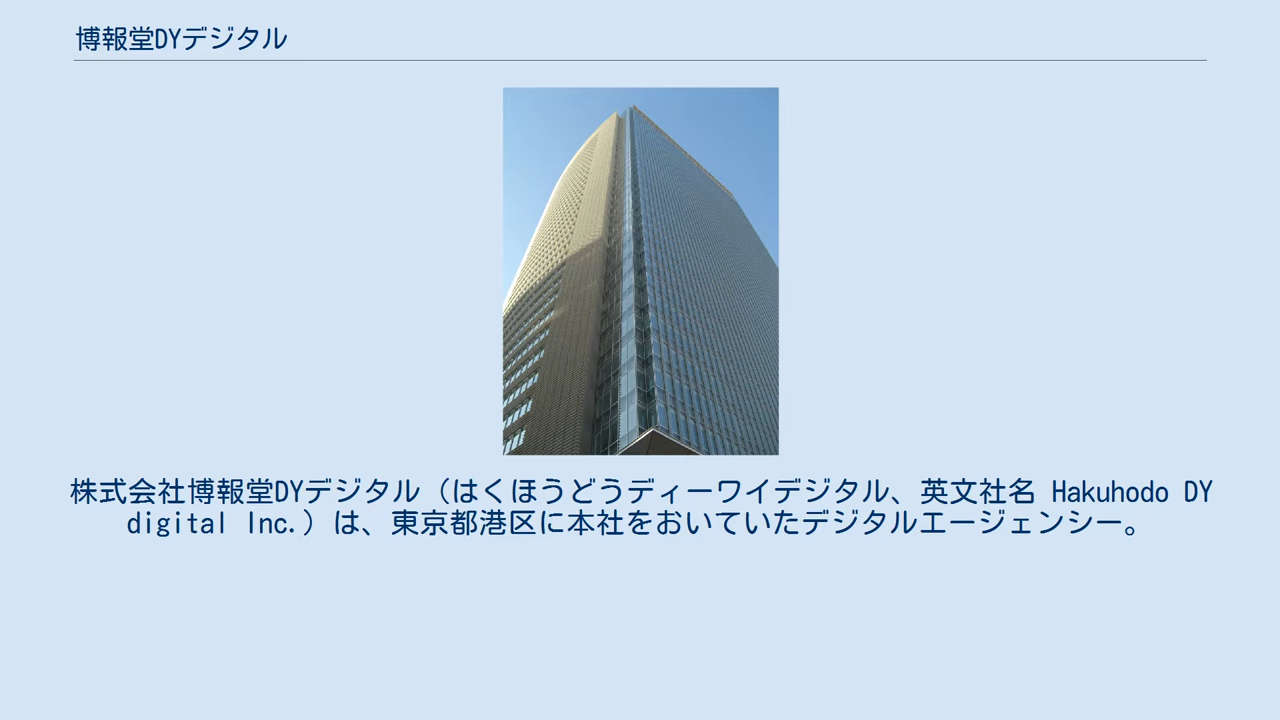 博報堂DYデジタル
株式会社博報堂DYデジタル（はくほうどうディーワイデジタル、英文社名 Hakuhodo DY
digital Inc.）は、東京都港区に本社をおいていたデジタルエージェンシー。